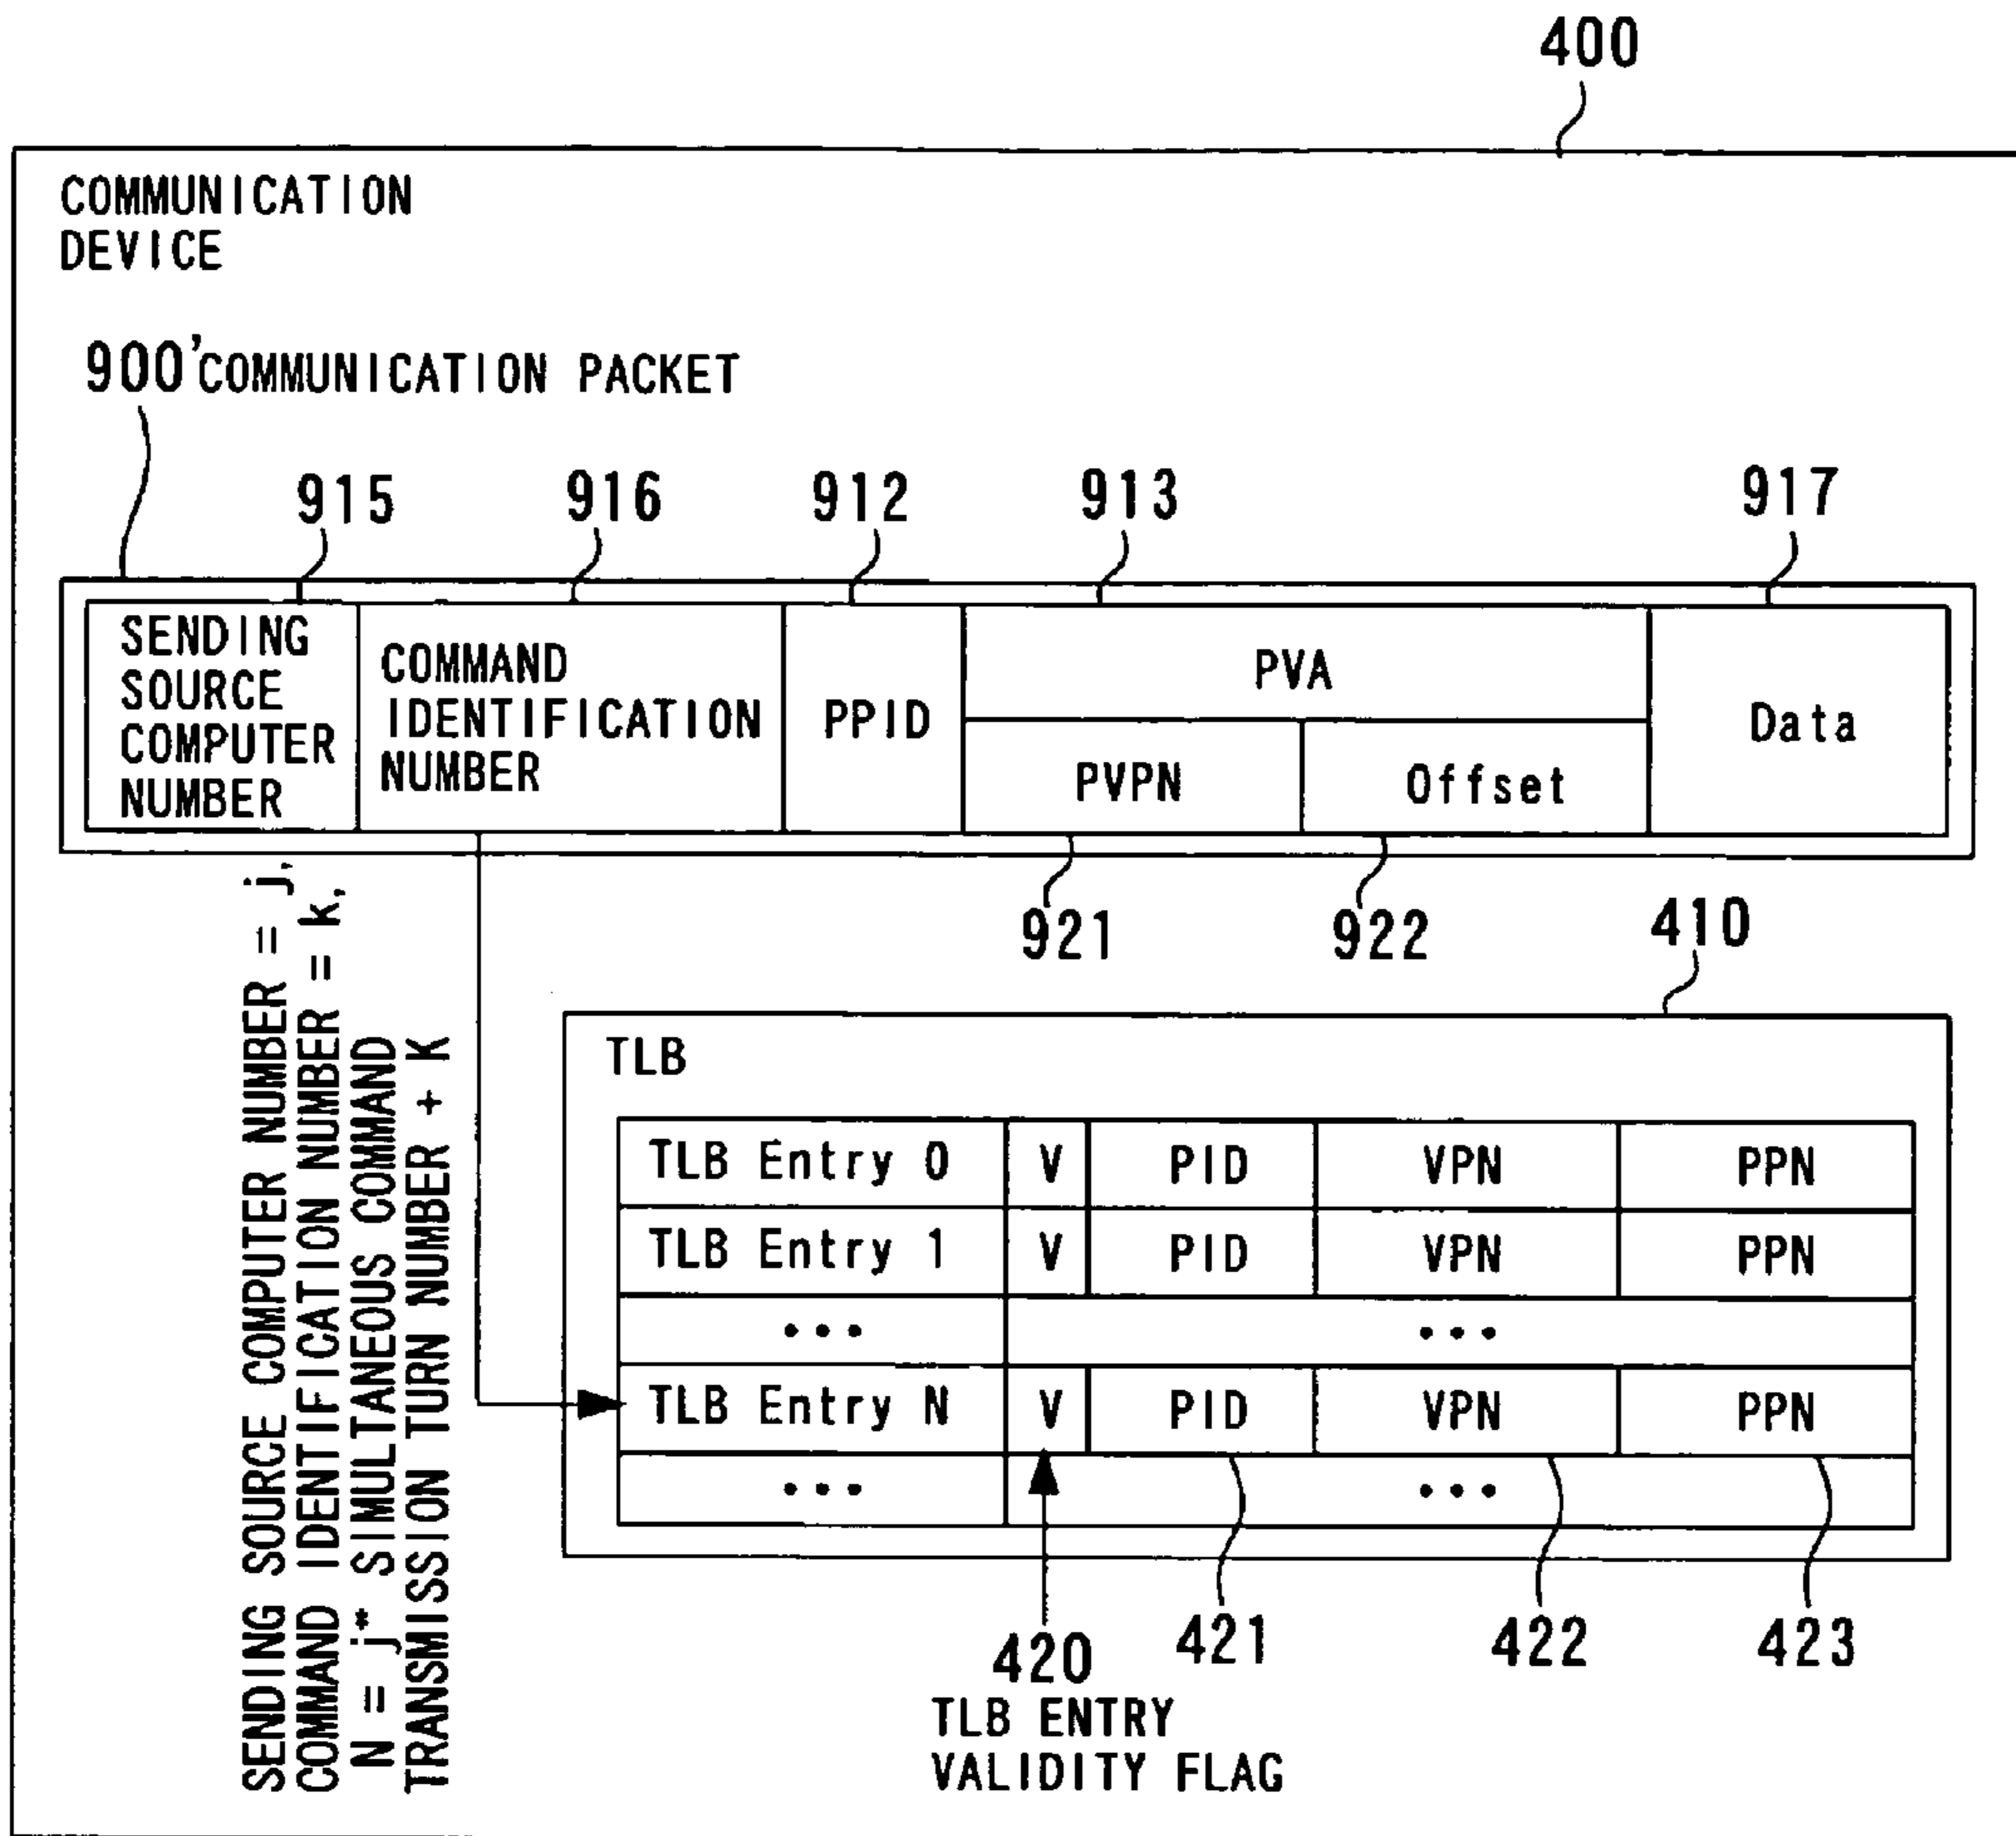 400
COMMUNICATION
DEVICE
900' COMMUNICATION PACKET
915 916 912 913 917
SENDING
SOURCE
COMPUTER
NUMBER
COMMAND
IDENTIFICATION
NUMBER
PPID
PVA
PVPN Offset
Data
921 922 410
SENDING SOURCE COMPUTER NUMBER = j,
COMMAND IDENTIFICATION NUMBER = k,
N = j* SIMULTANEOUS COMMAND
TRANSMISSION TURN NUMBER + K
TLB
TLB Entry 0 V PID VPN PPN
TLB Entry 1 V PID VPN PPN
••• •••
TLB Entry N V PID VPN PPN
••• •••
420 421 422 423
TLB ENTRY
VALIDITY FLAG